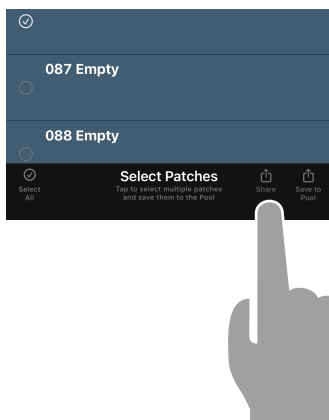 087 Empty
088 Empty
Select
All
Select Patches
Tap to select multiple patches
and save them to the Pool
Share
Save to
Pool